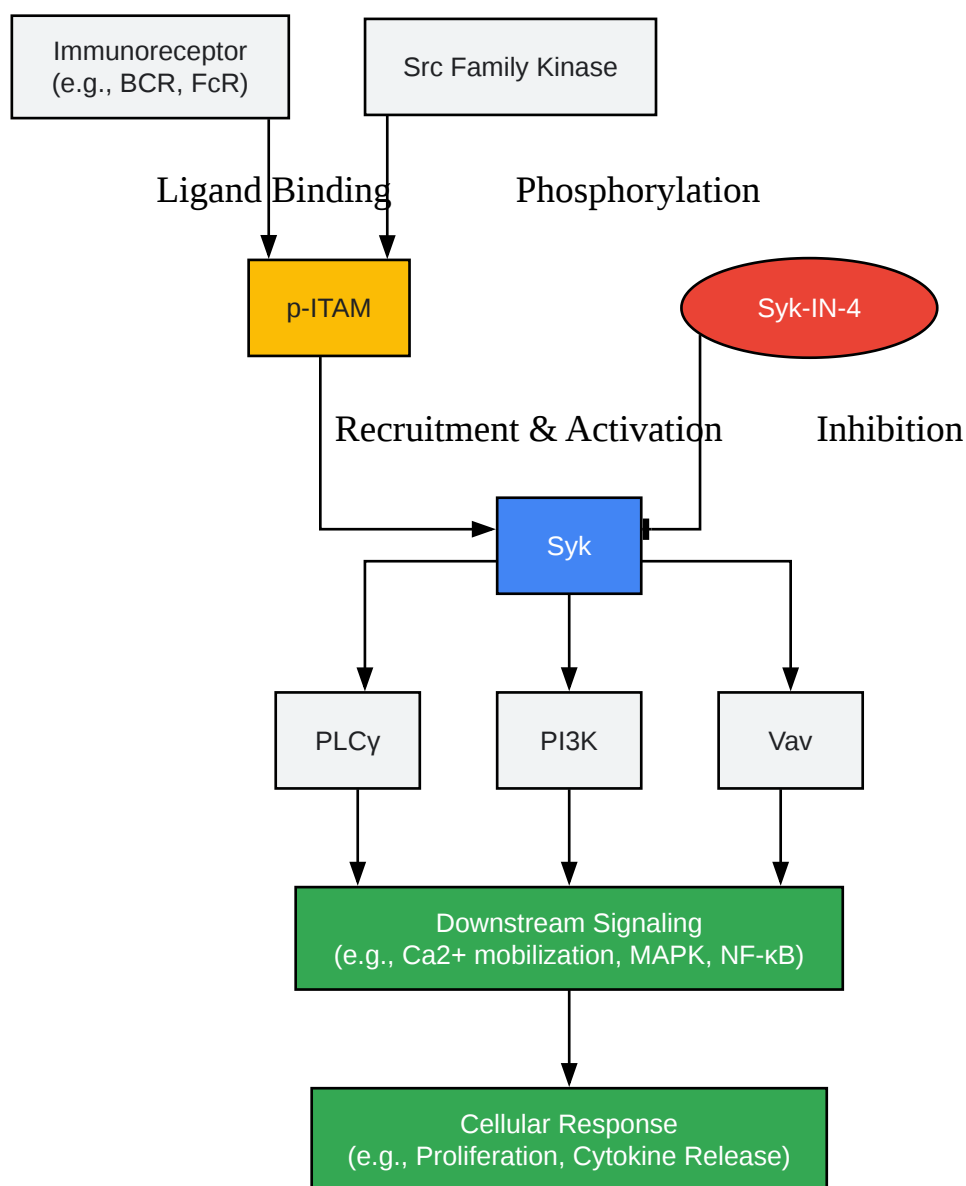 Immunoreceptor
(e.g., BCR, FcR)
Src Family Kinase
Ligand Binding
Phosphorylation
p-ITAM
Syk-IN-4
Recruitment & Activation
Inhibition
Syk
PLCγ
PI3K
Vav
Downstream Signaling
(e.g., Ca2+ mobilization, MAPK, NF-κB)
Cellular Response
(e.g., Proliferation, Cytokine Release)